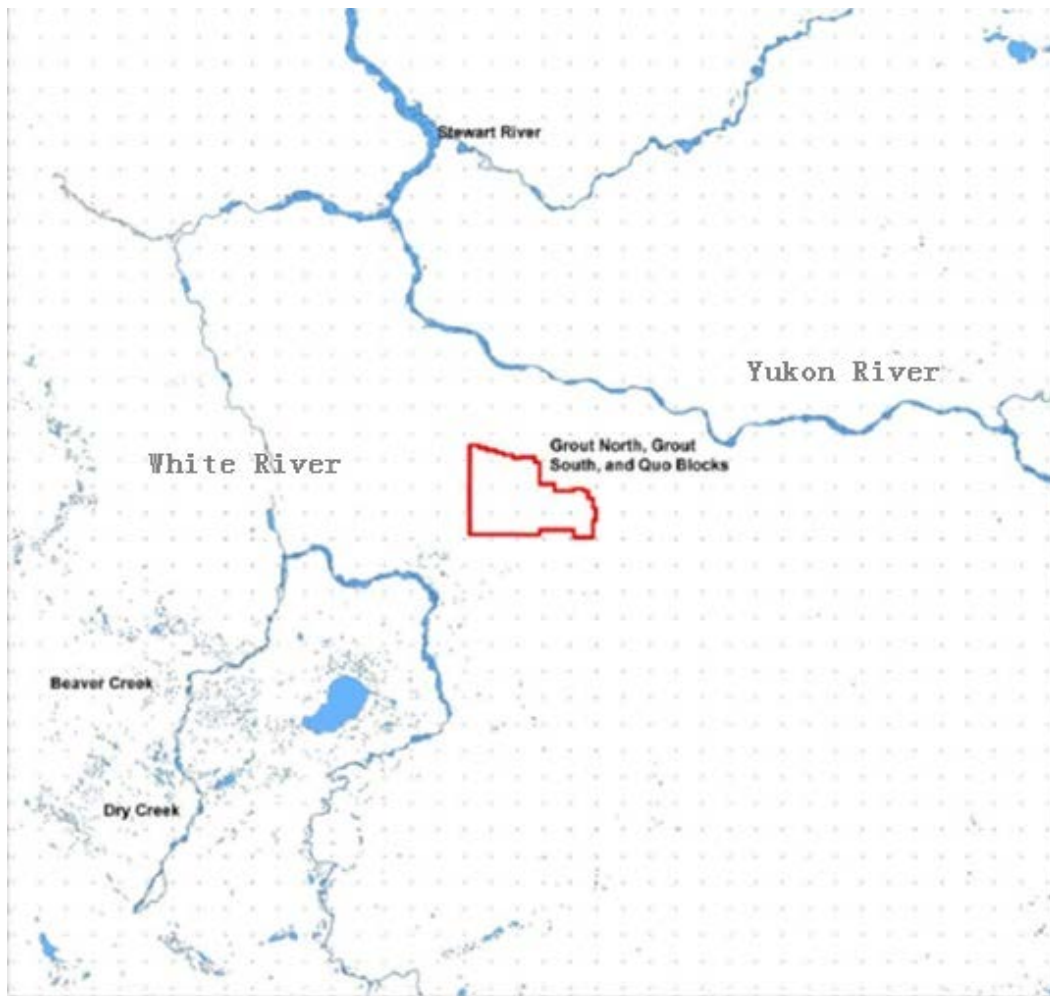 Stewart River
Yukon River
Grout North, Grout
South, and Quo Blocks
White River
Beaver Creek
Dry Creek